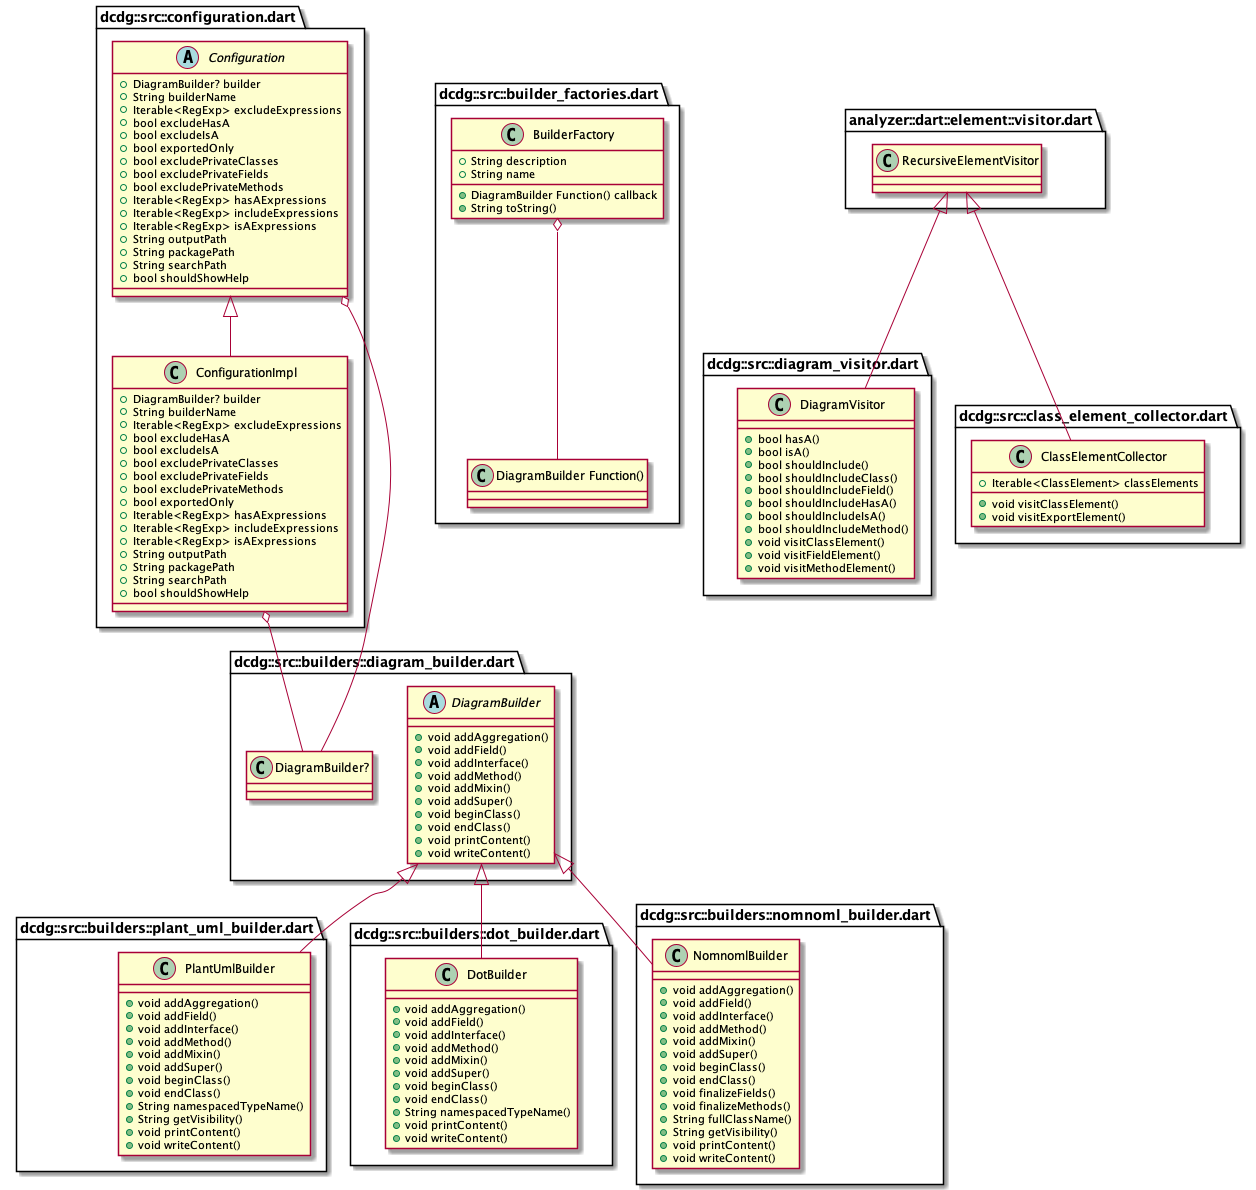 dcdg::src::configuration.dart
A Configuration
DiagramBuilder? builder
String builderName
Iterable<RegExp> excludeExpressions
bool excludeHasA
bool excludeIsA
bool exportedOnly
bool excludePrivateClasses
bool excludePrivateFields
bool excludePrivateMethods
Iterable<RegExp> hasAExpressions
Iterable<RegExp> includeExpressions
Iterable<RegExp> isAExpressions
String outputPath
String packagePath
String searchPath
bool shouldShowHelp
C ConfigurationImpl
DiagramBuilder? builder
String builderName
Iterable<RegExp> excludeExpressions
bool excludeHasA
bool excludeIsA
bool excludePrivateClasses
bool excludePrivateFields
bool excludePrivateMethods
bool exportedOnly
Iterable<RegExp> hasAExpressions
Iterable<RegExp> includeExpressions
Iterable<RegExp> isAExpressions
String outputPath
String packagePath
String searchPath
bool shouldShowHelp
dcdg::src::builder_factories.dart
C BuilderFactory
String description
String name
DiagramBuilder Function() callback
String toString()
C DiagramBuilder Function()
analyzer::dart::element::visitor.dart
C RecursiveElementVisitor
dcdg::src::diagram_visitor.dart
C DiagramVisitor
bool hasA()
bool isA()
bool shouldInclude()
bool shouldIncludeClass()
bool shouldIncludeField()
bool shouldIncludeHasA()
bool shouldIncludeIsA()
bool shouldIncludeMethod()
void visitClassElement()
void visitFieldElement()
void visitMethodElement()
dcdg::src::class_element_collector.dart
C ClassElementCollector
Iterable<ClassElement> classElements
void visitClassElement()
void visitExportElement()
dcdg::src::builders::diagram_builder.dart
C DiagramBuilder?
A DiagramBuilder
void addAggregation()
void addField()
void addInterface()
void addMethod()
void addMixin()
void addSuper()
void beginClass()
void endClass()
void printContent()
void writeContent()
dcdg::src::builders::plant_uml_builder.dart
C PlantUmlBuilder
void addAggregation()
void addField()
void addInterface()
void addMethod()
void addMixin()
void addSuper()
void beginClass()
void endClass()
String namespacedTypeName()
String getVisibility()
void printContent()
void writeContent()
dcdg::src::builders::dot_builder.dart
C DotBuilder
void addAggregation()
void addField()
void addInterface()
void addMethod()
void addMixin()
void addSuper()
void beginClass()
void endClass()
String namespacedTypeName()
void printContent()
void writeContent()
dcdg::src::builders::nomnoml_builder.dart
C NomnomlBuilder
void addAggregation()
void addField()
void addInterface()
void addMethod()
void addMixin()
void addSuper()
void beginClass()
void endClass()
void finalizeFields()
void finalizeMethods()
String fullClassName()
String getVisibility()
void printContent()
void writeContent()